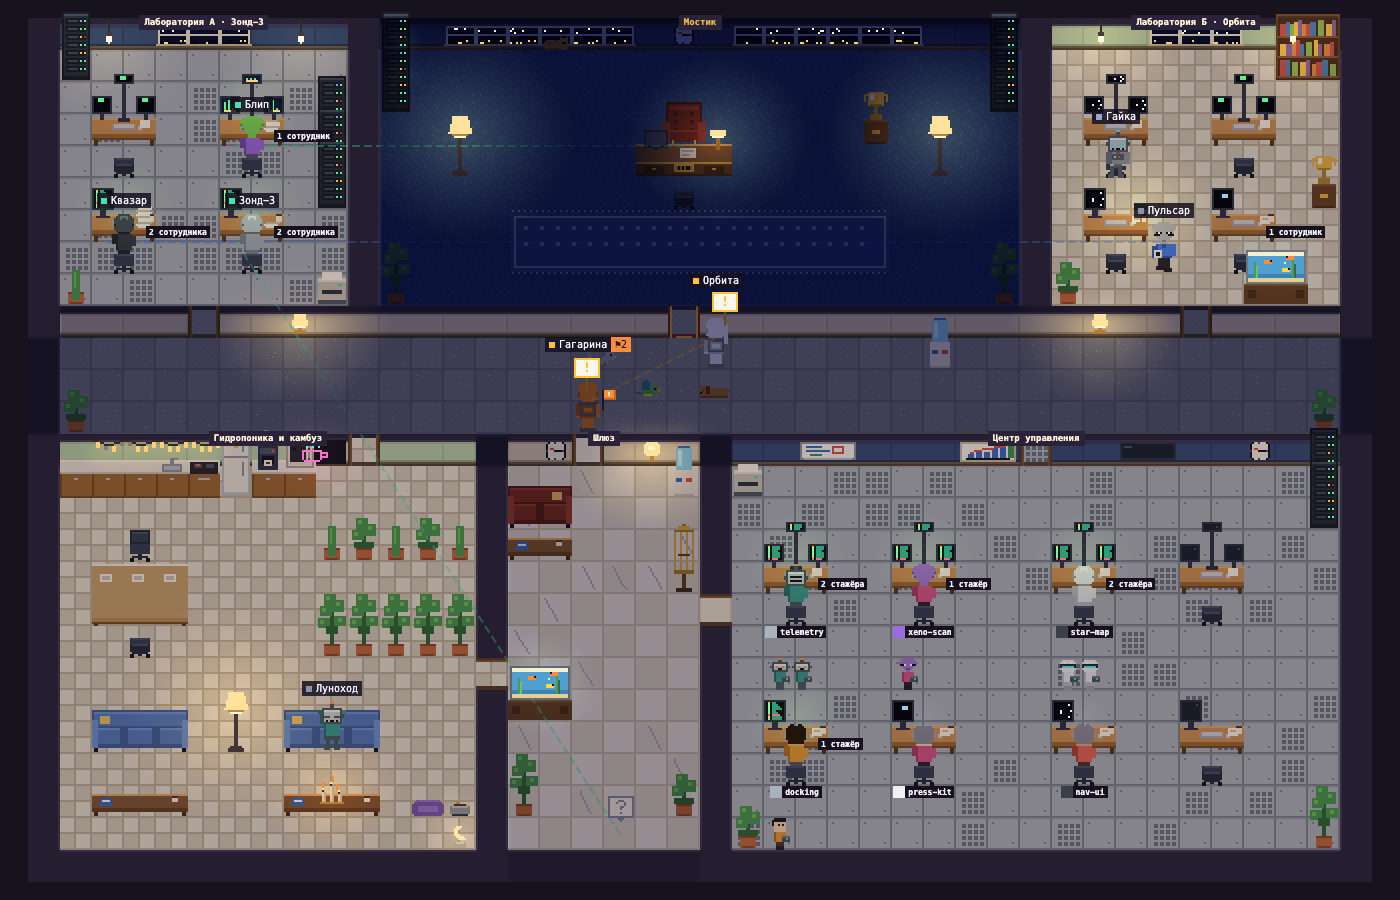 Лаборатория А · Зонд-3
Мостик
Лаборатория Б · Орбита
Блип
1 сотрудник
Квазар
2 сотрудника
Зонд-3
2 сотрудника
Гайка
Пульсар
1 сотрудник
Орбита
!
Гагарина
⚑2
!
Гидропоника и камбуз
Шлюз
Центр управления
2 стажёра
telemetry
1 стажёр
xeno-scan
2 стажёра
star-map
Луноход
1 стажёр
docking
press-kit
nav-ui
?